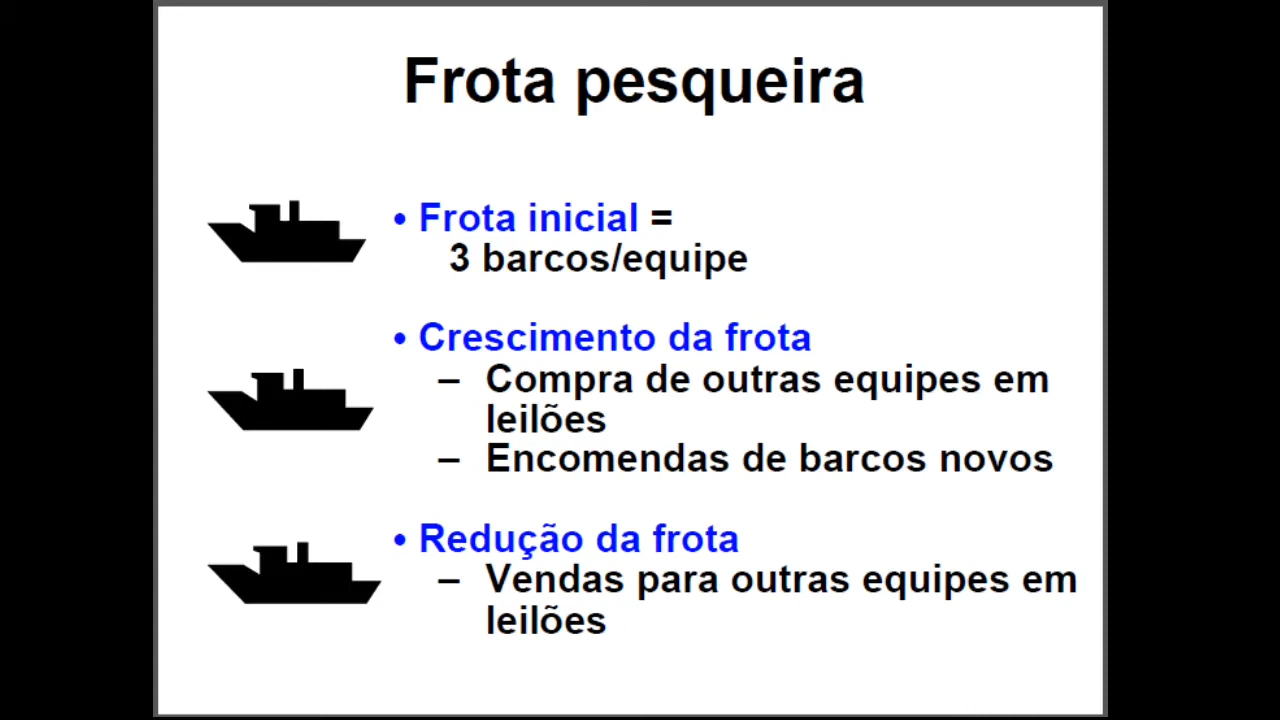 Frota pesqueira
• Frota inicial =
3 barcos/equipe
• Crescimento da frota
– Compra de outras equipes em
leilões
– Encomendas de barcos novos
• Redução da frota
– Vendas para outras equipes em
leilões